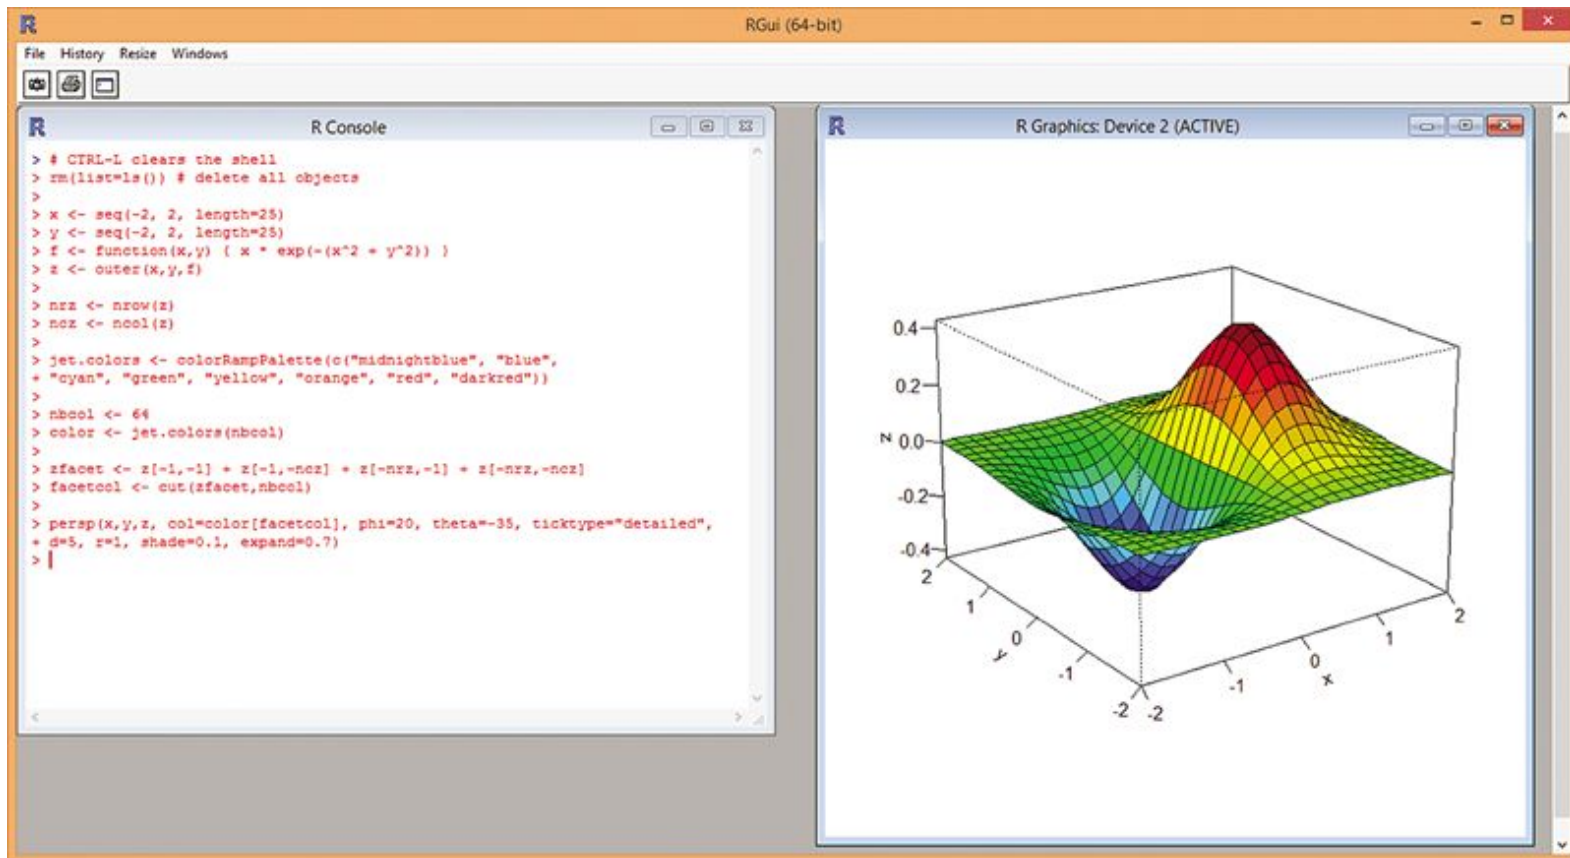 RGui (64-bit)
File History Resize Windows
R Console
> # CTRL-L clears the shell
> rm(list=ls()) # delete all objects
>
> x <- seq(-2, 2, length=25)
> y <- seq(-2, 2, length=25)
> f <- function(x,y) { x * exp(-(x^2 + y^2)) }
> z <- outer(x,y,f)
>
> nrz <- nrow(z)
> ncz <- ncol(z)
>
> jet.colors <- colorRampPalette(c("midnightblue", "blue",
+ "cyan", "green", "yellow", "orange", "red", "darkred"))
>
> nbcol <- 64
> color <- jet.colors(nbcol)
>
> zfacet <- z[-1,-1] + z[-1,-ncz] + z[-nrz,-1] + z[-nrz,-ncz]
> facetcol <- cut(zfacet,nbcol)
>
> persp(x,y,z, col=color[facetcol], phi=20, theta=-35, ticktype="detailed",
+ d=5, r=1, shade=0.1, expand=0.7)
>
R Graphics: Device 2 (ACTIVE)
0.4
0.2
z 0.0
-0.2
-0.4
2
1
0
y
-1
-2
-2
-1
0
x
1
2